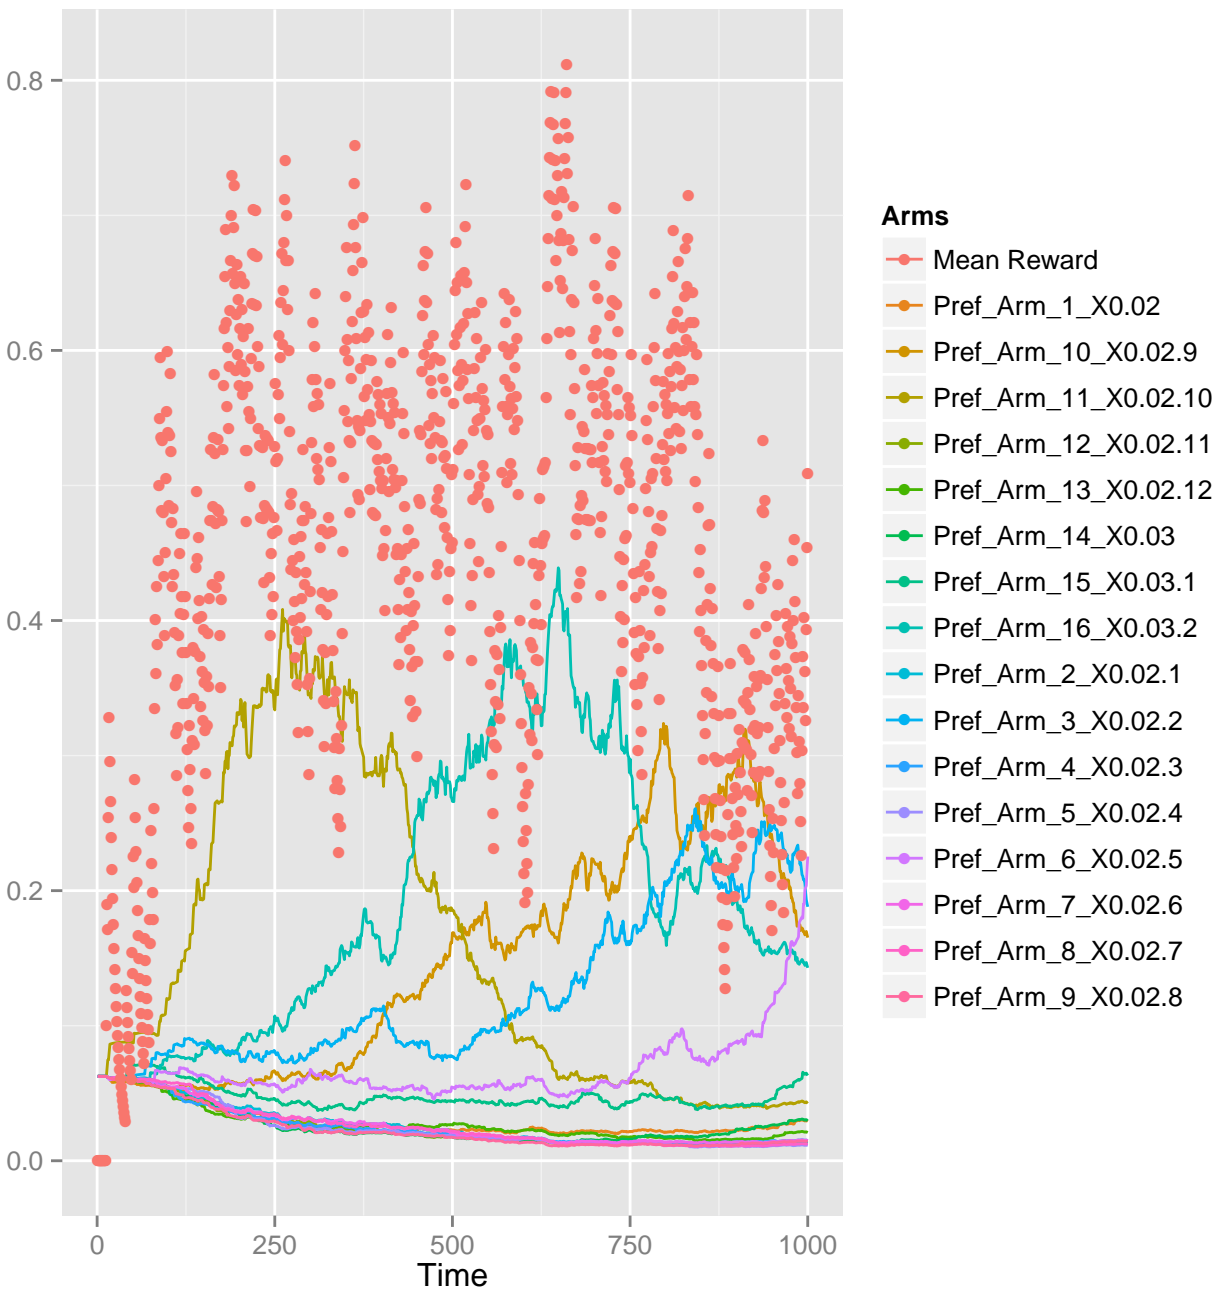 0.8
0.6
0.4
0.2
0.0
0
250
500
750
1000
Time
Arms
Mean Reward
Pref_Arm_1_X0.02
Pref_Arm_10_X0.02.9
Pref_Arm_11_X0.02.10
Pref_Arm_12_X0.02.11
Pref_Arm_13_X0.02.12
Pref_Arm_14_X0.03
Pref_Arm_15_X0.03.1
Pref_Arm_16_X0.03.2
Pref_Arm_2_X0.02.1
Pref_Arm_3_X0.02.2
Pref_Arm_4_X0.02.3
Pref_Arm_5_X0.02.4
Pref_Arm_6_X0.02.5
Pref_Arm_7_X0.02.6
Pref_Arm_8_X0.02.7
Pref_Arm_9_X0.02.8